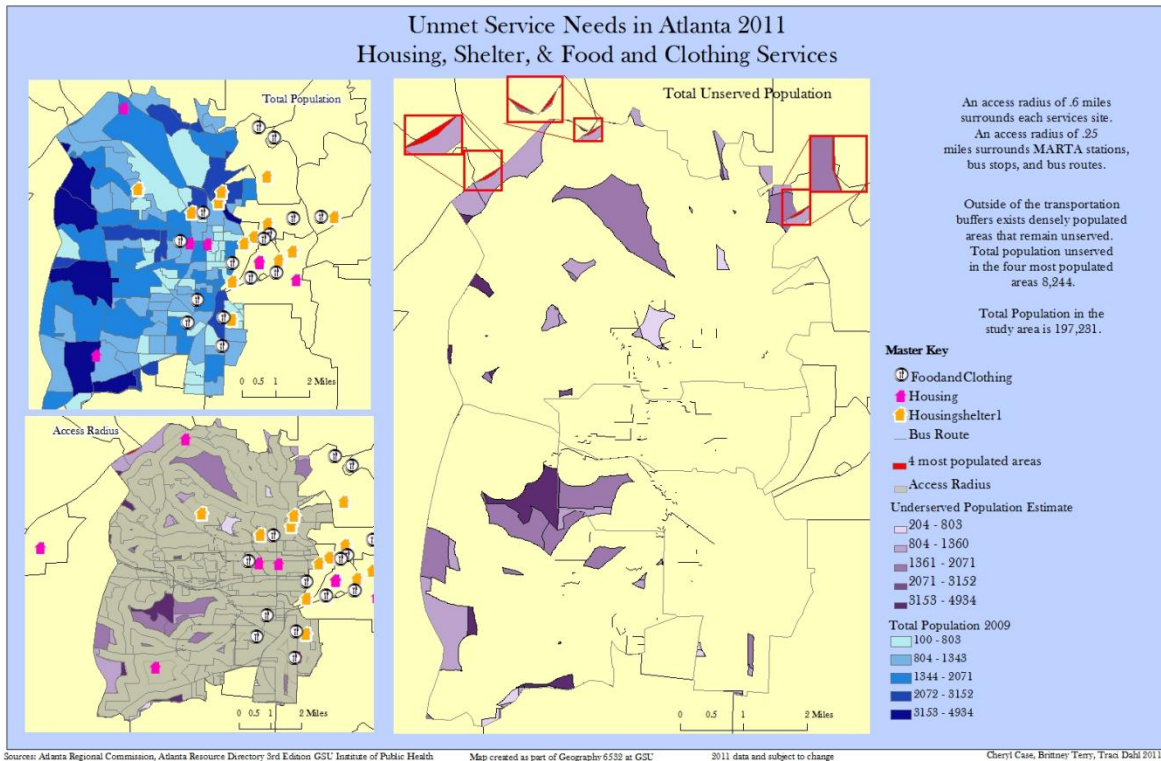 Unmet Service Needs in Atlanta 2011
Housing, Shelter, & Food and Clothing Services
Total Population
0 0.5 1 2 Miles
Access Radius
0 0.5 1 2 Miles
Total Unserved Population
0 0.5 1 2 Miles
An access radius of .6 miles
surrounds each services site.
An access radius of .25
miles surrounds MARTA stations,
bus stops, and bus routes.
Outside of the transportation
buffers exists densely populated
areas that remain unserved.
Total population unserved
in the four most populated
areas 8,244.
Total Population in the
study area is 197,231.
Master Key
FoodandClothing
Housing
Housingshelter1
Bus Route
4 most populated areas
Access Radius
Underserved Population Estimate
204 - 803
804 - 1360
1361 - 2071
2071 - 3152
3153 - 4934
Total Population 2009
100 - 803
804 - 1343
1344 - 2071
2072 - 3152
3153 - 4934
Sources: Atlanta Regional Commission, Atlanta Resource Directory 3rd Edition GSU Institute of Public Health Map created as part of Geography 6532 at GSU 2011 data and subject to change Cheryl Case, Brittney Terry, Traci Dahl 2011